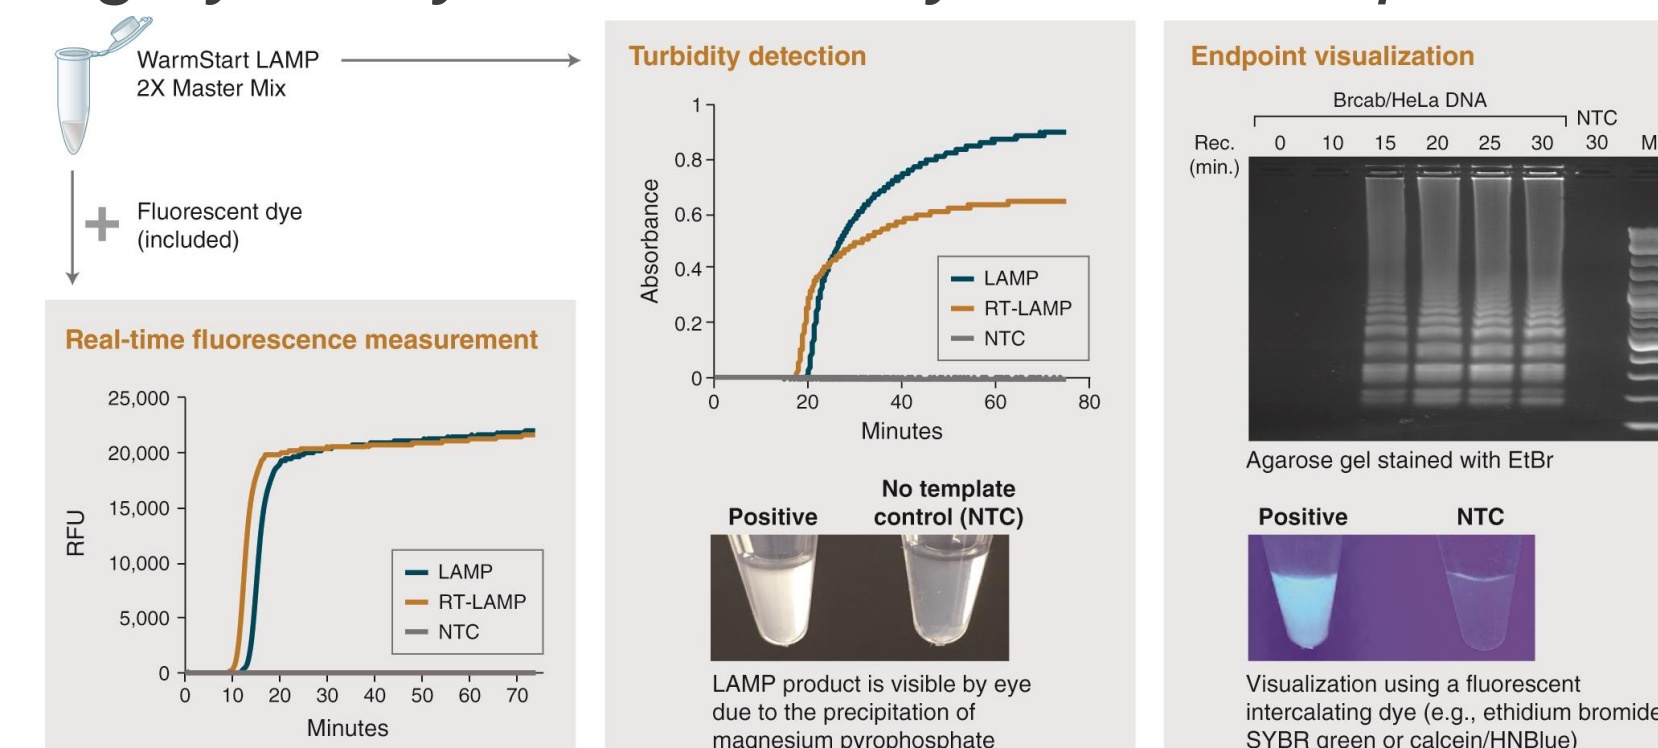 WarmStart LAMP
2X Master Mix
Fluorescent dye
(included)
Real-time fluorescence measurement
25,000
20,000
15,000
10,000
5,000
0
RFU
0 10 20 30 40 50 60 70
Minutes
LAMP
RT-LAMP
NTC
Turbidity detection
1
0.8
0.6
0.4
0.2
0
Absorbance
0 20 40 60 80
Minutes
LAMP
RT-LAMP
NTC
Positive
No template
control (NTC)
LAMP product is visible by eye
due to the precipitation of
magnesium pyrophosphate
Endpoint visualization
Brcab/HeLa DNA
NTC
Rec. 0 10 15 20 25 30 30 M
(min.)
Agarose gel stained with EtBr
Positive NTC
Visualization using a fluorescent
intercalating dye (e.g., ethidium bromide
SYBR green or calcein/HNBlue)